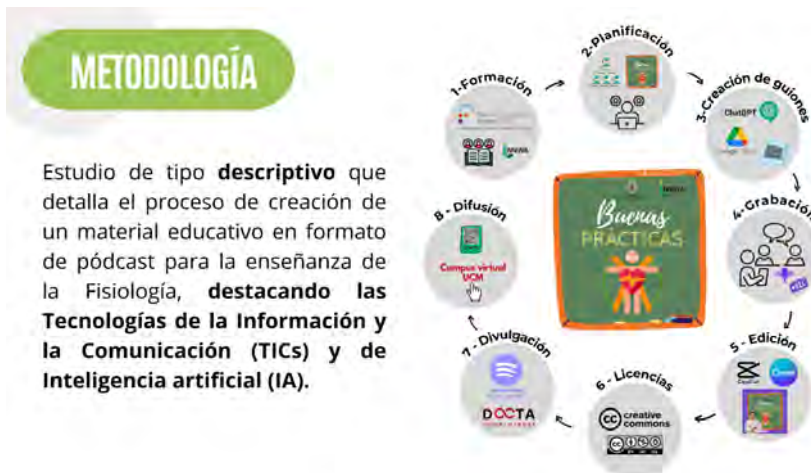 METODOLOGÍA
Estudio de tipo descriptivo que
detalla el proceso de creación de
un material educativo en formato
de pódcast para la enseñanza de
la Fisiología, destacando las
Tecnologías de la Información y
la Comunicación (TICs) y de
Inteligencia artificial (IA).
1-Formación
2-Planificación
3-Creación de guiones
ChatGPT
4-Grabación
5 - Edición
CapCut
Canva
6 - Licencias
creative
commons
7 - Divulgación
DOCTA
8 - Difusión
Campus virtual
UCM
Buenas
PRÁCTICAS